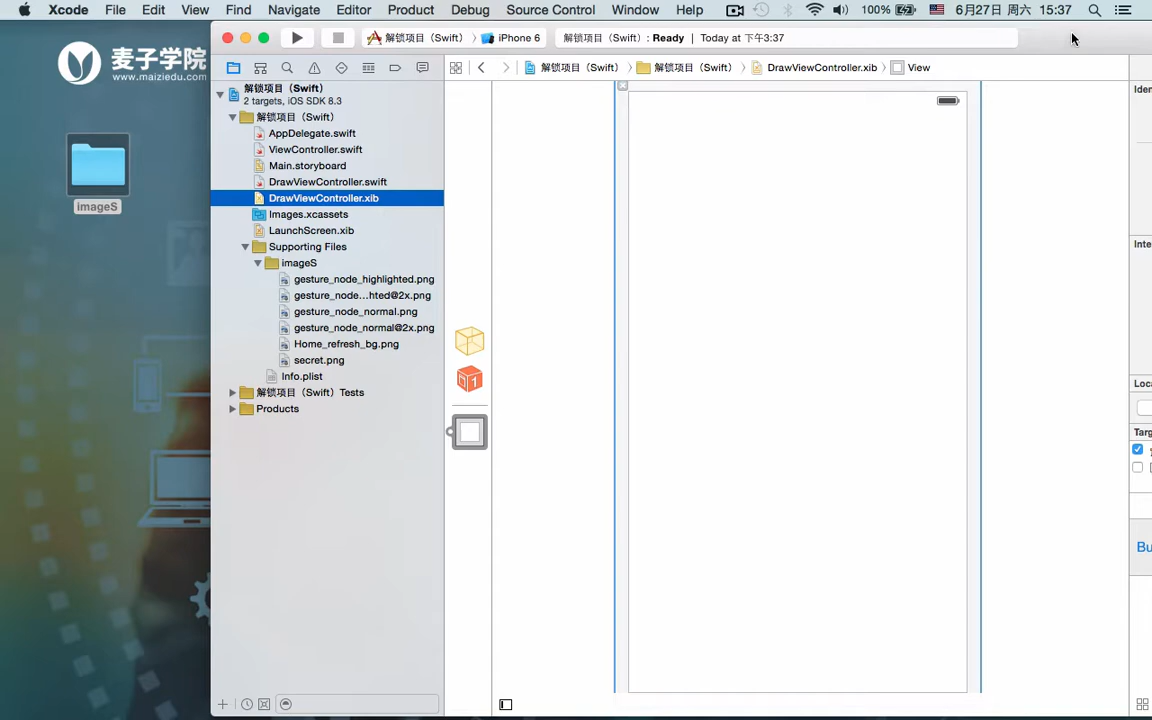 Xcode File Edit View Find Navigate Editor Product Debug Source Control Window Help 100% 6月27日 周六 15:37
麦子学院
www.maiziedu.com
imageS
解锁项目（Swift） 〉 iPhone 6
解锁项目（Swift）: Ready | Today at 下午3:37
解锁项目（Swift） 〉 解锁项目（Swift） 〉 DrawViewController.xib 〉 View
解锁项目（Swift）
2 targets, iOS SDK 8.3
解锁项目（Swift）
AppDelegate.swift
ViewController.swift
Main.storyboard
DrawViewController.swift
DrawViewController.xib
Images.xcassets
LaunchScreen.xib
Supporting Files
imageS
gesture_node_highlighted.png
gesture_node...hted@2x.png
gesture_node_normal.png
gesture_node_normal@2x.png
Home_refresh_bg.png
secret.png
Info.plist
解锁项目（Swift）Tests
Products
1
Iden
Inte
Loca
Targ
Bu